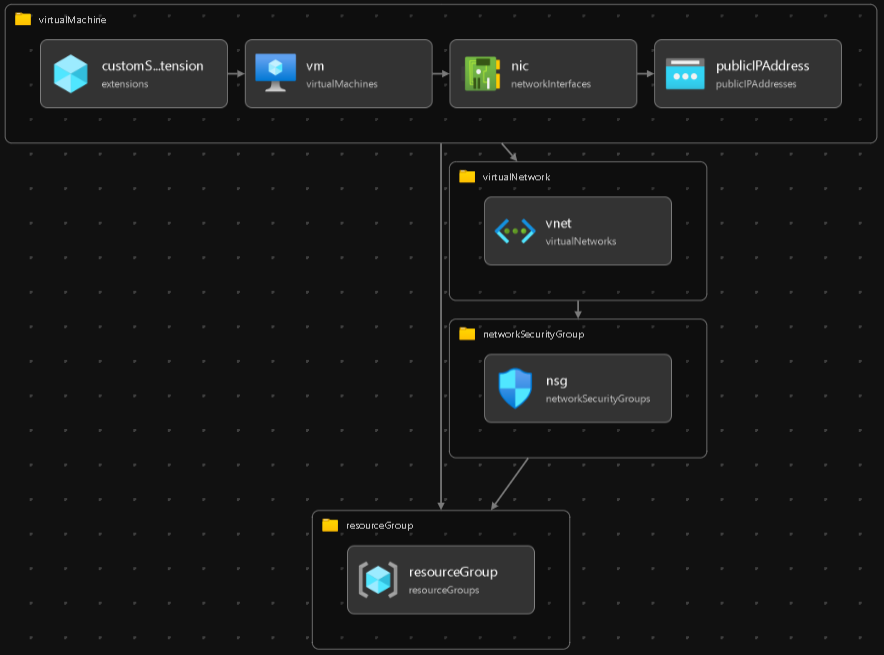 virtualMachine
customS...tension
extensions
vm
virtualMachines
nic
networkInterfaces
publicIPAddress
publicIPAddresses
virtualNetwork
vnet
virtualNetworks
networkSecurityGroup
nsg
networkSecurityGroups
resourceGroup
resourceGroup
resourceGroups